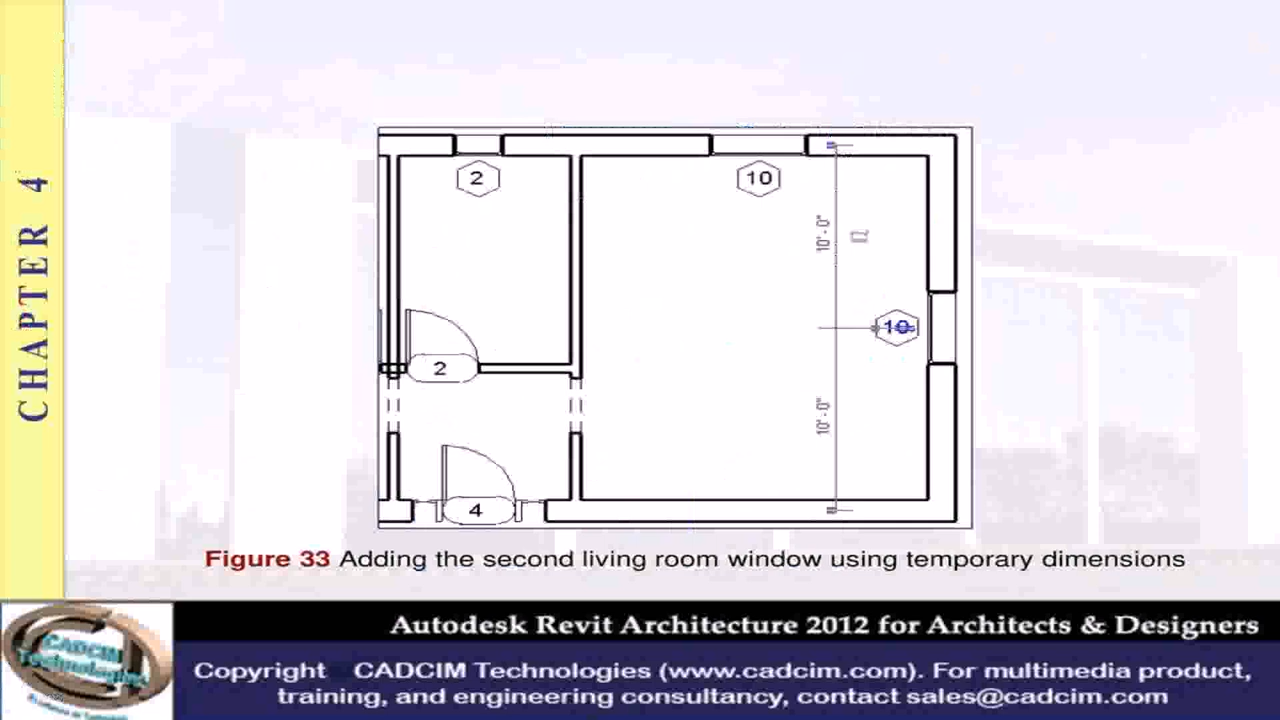 CHAPTER 4
2
10
10'-0"
10
2
10'-0"
4
Figure 33 Adding the second living room window using temporary dimensions
CADCIM
Technologies
Autodesk Revit Architecture 2012 for Architects & Designers
Copyright CADCIM Technologies (www.cadcim.com). For multimedia product,
training, and engineering consultancy, contact sales@cadcim.com